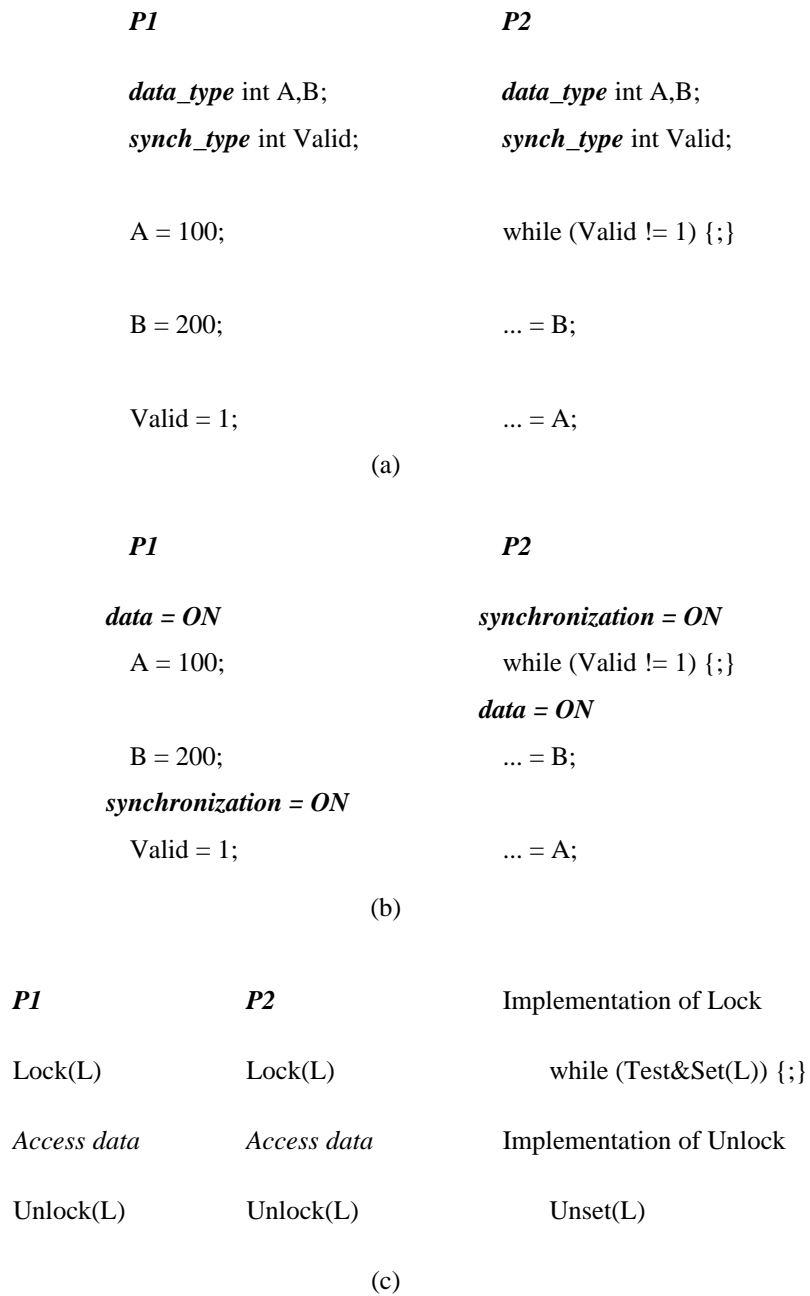 P1 P2
data_type int A,B; data_type int A,B;
synch_type int Valid; synch_type int Valid;
A = 100; while (Valid != 1) {;}
B = 200; ... = B;
Valid = 1; ... = A;
(a)
P1 P2
data = ON synchronization = ON
A = 100; while (Valid != 1) {;}
data = ON
B = 200; ... = B;
synchronization = ON
Valid = 1; ... = A;
(b)
P1 P2 Implementation of Lock
Lock(L) Lock(L) while (Test&Set(L)) {;}
Access data Access data Implementation of Unlock
Unlock(L) Unlock(L) Unset(L)
(c)